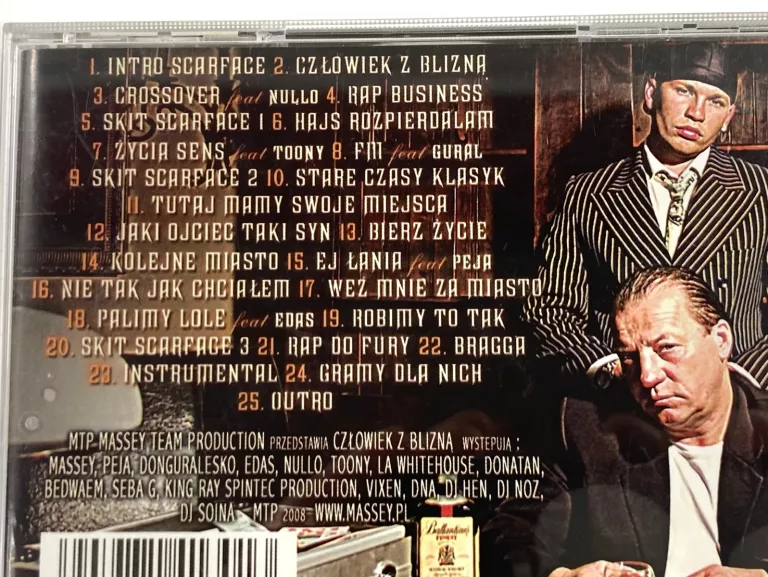 1. INTRO SCARFACE 2. CZŁOWIEK Z BLIZNĄ
3. CROSSOVER feat NULLO 4. RAP BUSINESS
5. SKIT SCARFACE 1 6. HAJS ROZPIERDALAM
7. ŻYCIA SENS feat TOONY 8. FM feat GURAL
9. SKIT SCARFACE 2 10. STARE CZASY KLASYK
11. TUTAJ MAMY SWOJE MIEJSCA
12. JAKI OJCIEC TAKI SYN 13. BIERZ ŻYCIE
14. KOLEJNE MIASTO 15. EJ ŁANIA feat PEJA
16. NIE TAK JAK CHCIAŁEM 17. WEŹ MNIE ZA MIASTO
18. PALIMY LOLE feat EDAS 19. ROBIMY TO TAK
20. SKIT SCARFACE 3 21. RAP DO FURY 22. BRAGGA
23. INSTRUMENTAL 24. GRAMY DLA NICH
25. OUTRO
MTP-MASSEY TEAM PRODUCTION PRZEDSTAWIA CZŁOWIEK Z BLIZNĄ WYSTEPUJĄ :
MASSEY, PEJA, DONGURALESKO, EDAS, NULLO, TOONY, LA WHITEHOUSE, DONATAN,
BEDWAEM, SEBA G, KING RAY SPINTEC PRODUCTION, VIXEN, DNA, DJ HEN, DJ NOZ,
DJ SOINA - MTP 2008- WWW.MASSEY.PL
Ballantine's
FINEST